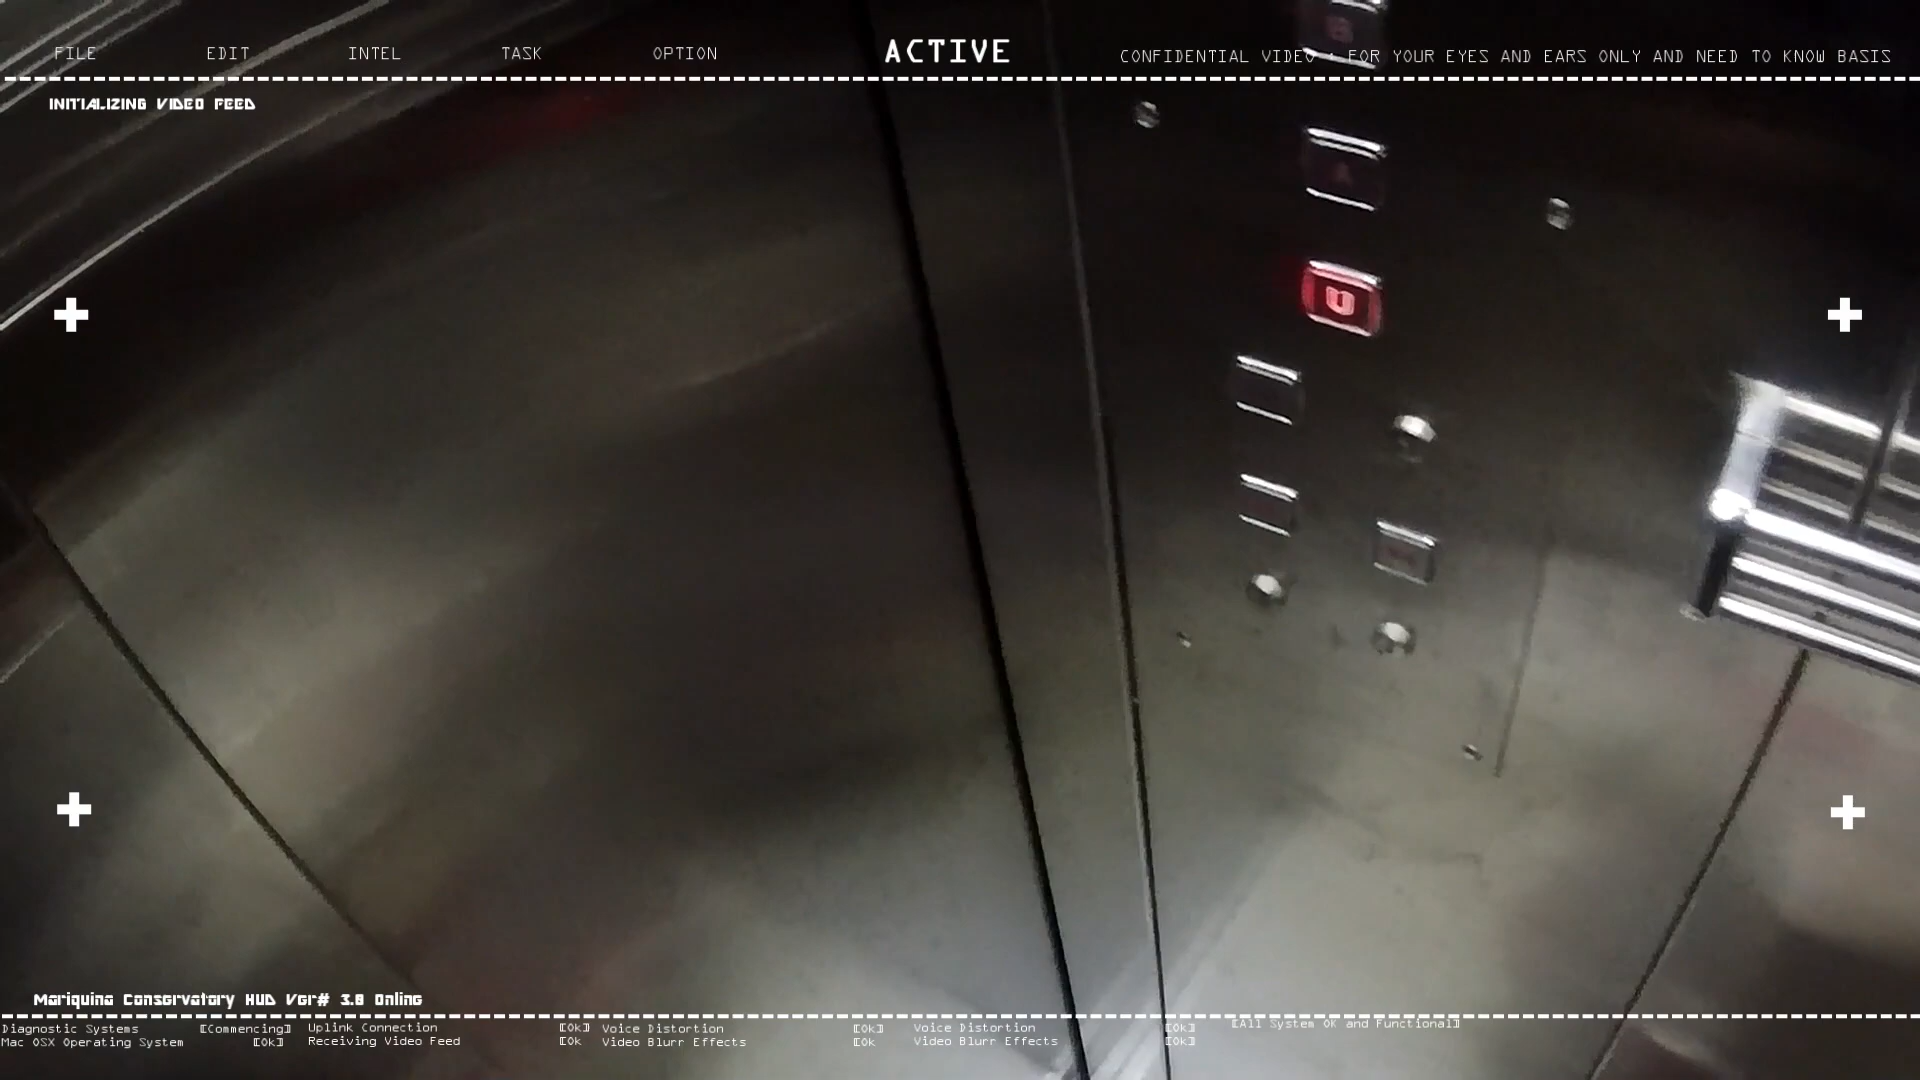 FILE EDIT INTEL TASK OPTION ACTIVE CONFIDENTIAL VIDEO - FOR YOUR EYES AND EARS ONLY AND NEED TO KNOW BASIS
INITIALIZING VIDEO FEED
U
Mariquina Conservatory HUD Ver# 3.0 Online
Diagnostic Systems [Commencing] Uplink Connection [Ok] Voice Distortion [Ok] Voice Distortion [Ok] [All System OK and Functional]
Mac OSX Operating System [Ok] Receiving Video Feed [Ok Video Blurr Effects [Ok Video Blurr Effects [Ok]